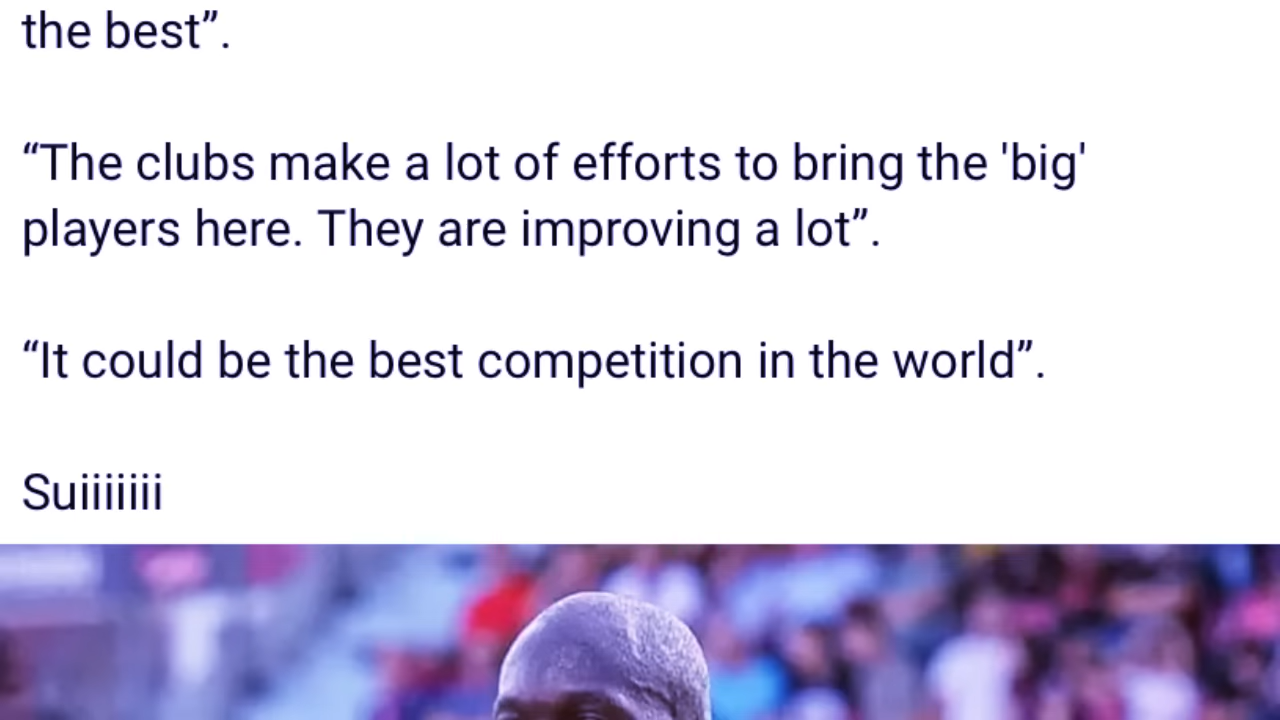 the best”.
“The clubs make a lot of efforts to bring the 'big'
players here. They are improving a lot”.
“It could be the best competition in the world”.
Suiiiiiii